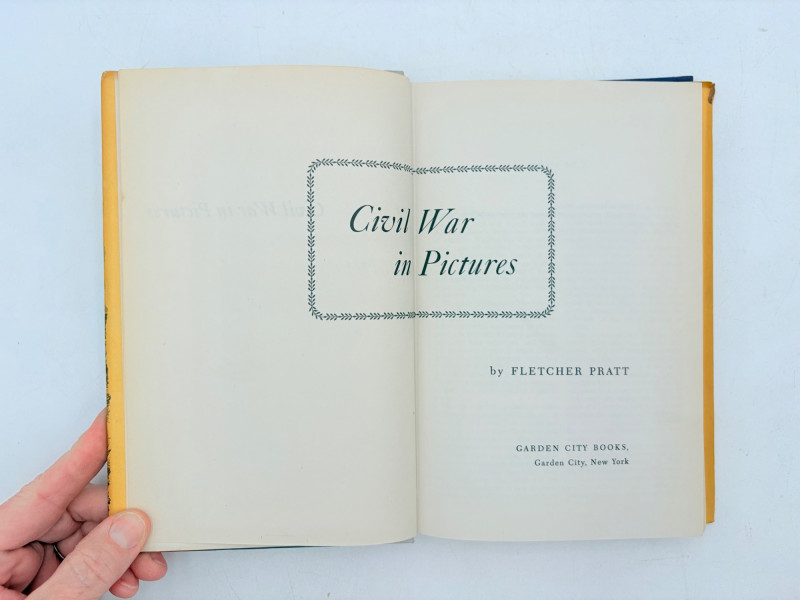 Civil War
in Pictures
by FLETCHER PRATT
GARDEN CITY BOOKS,
Garden City, New York